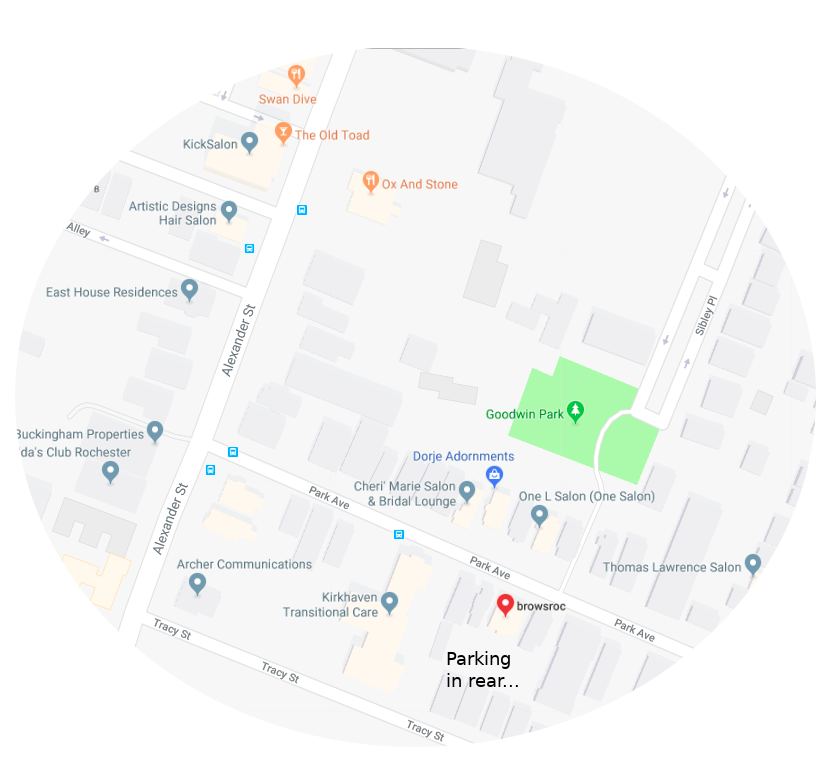 Swan Dive
The Old Toad
KickSalon
Ox And Stone
8
Artistic Designs
Hair Salon
Alley
East House Residences
Alexander St
Sibley Pl
Goodwin Park
Buckingham Properties
da's Club Rochester
Dorje Adornments
Cheri' Marie Salon
& Bridal Lounge
One L Salon (One Salon)
Park Ave
Alexander St
Archer Communications
Park Ave
Thomas Lawrence Salon
Kirkhaven
Transitional Care
browsroc
Park Ave
Tracy St
Parking
in rear...
Tracy St
Tracy St